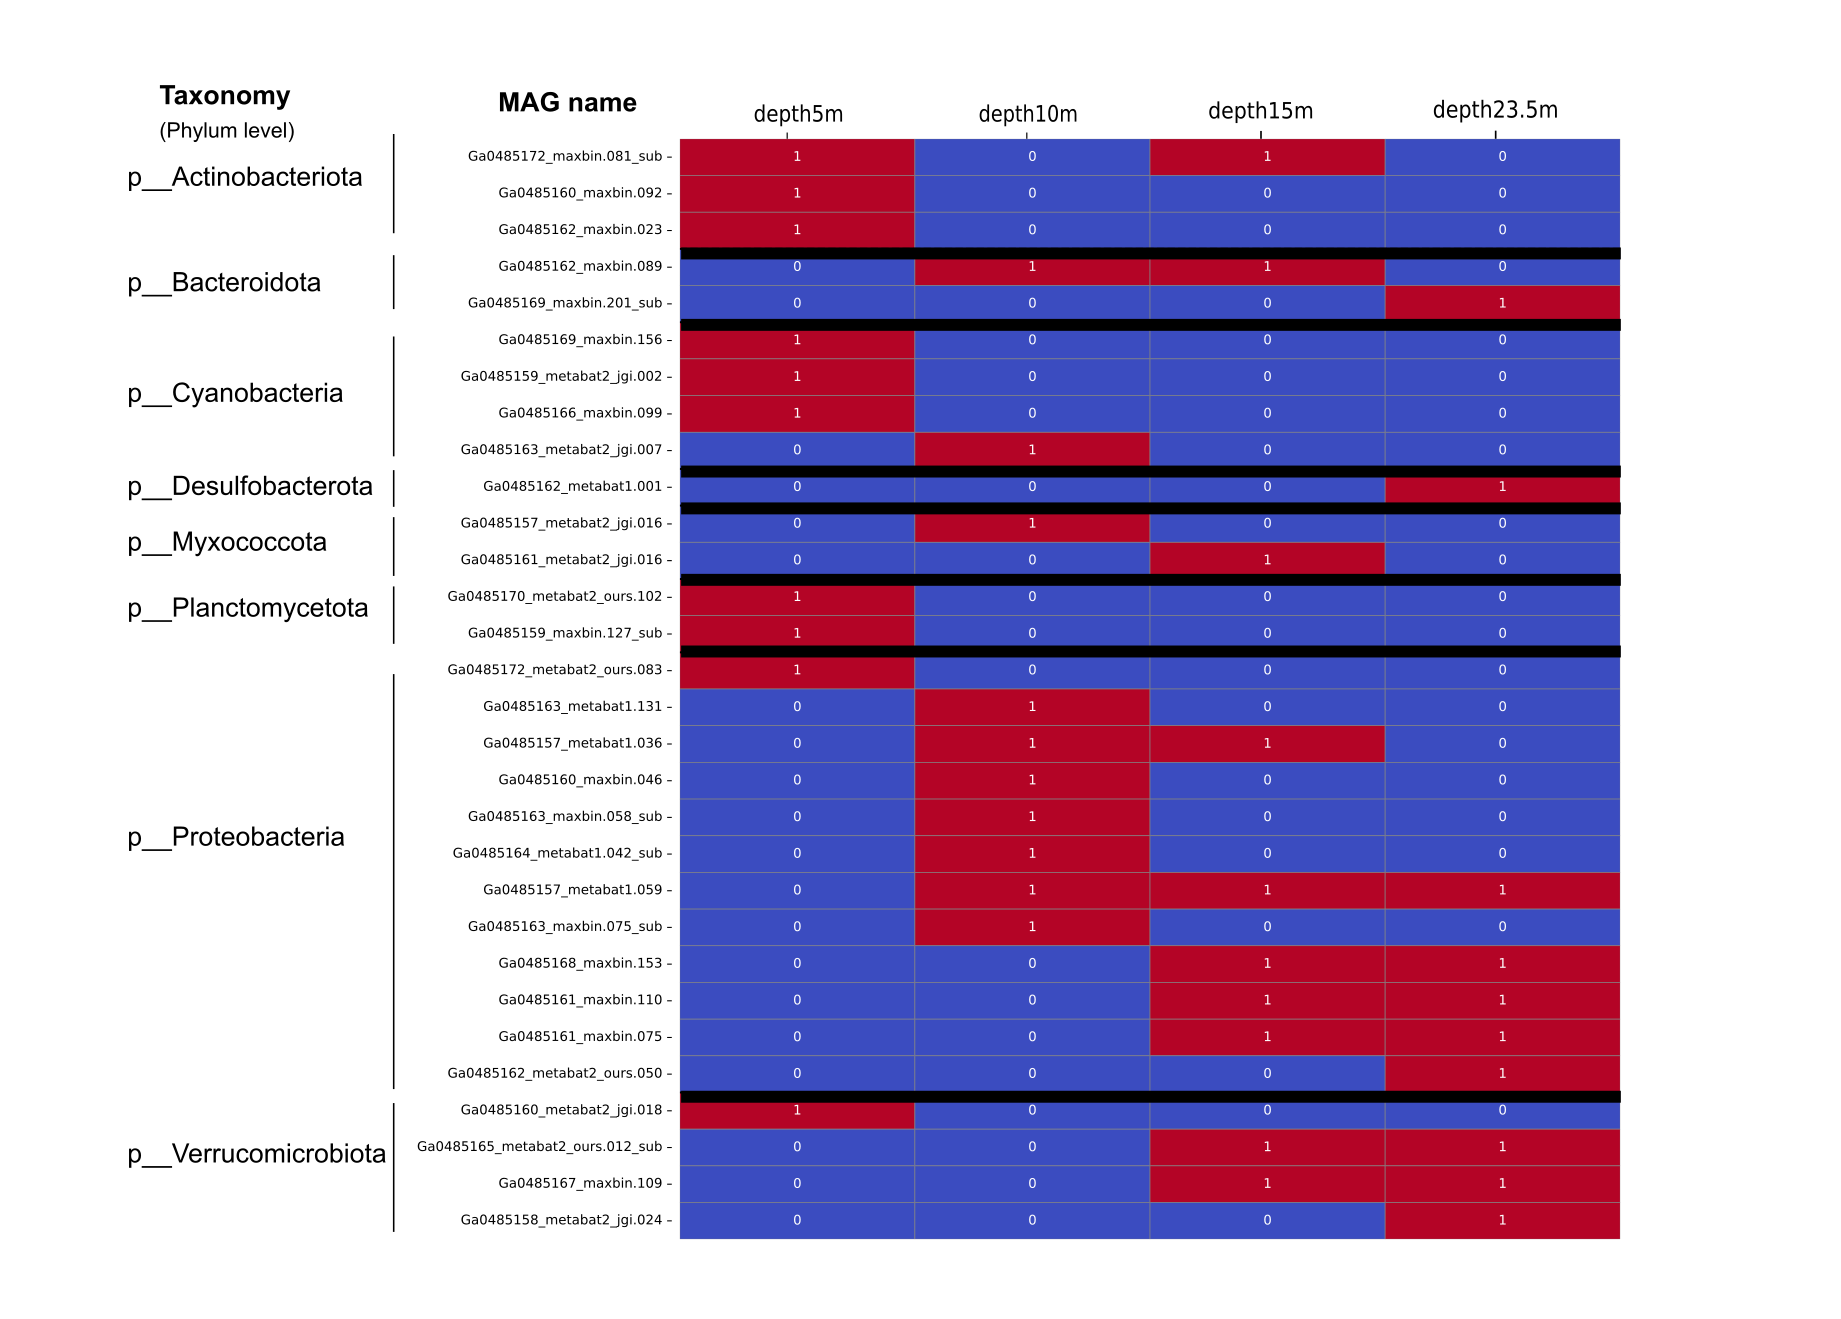 Taxonomy
(Phylum level)
MAG name
depth5m depth10m depth15m depth23.5m
p__Actinobacteriota
Ga0485172_maxbin.081_sub 1 0 1 0
Ga0485160_maxbin.092 1 0 0 0
Ga0485162_maxbin.023 1 0 0 0
p__Bacteroidota
Ga0485162_maxbin.089 0 1 1 0
Ga0485169_maxbin.201_sub 0 0 0 1
p__Cyanobacteria
Ga0485169_maxbin.156 1 0 0 0
Ga0485159_metabat2_jgi.002 1 0 0 0
Ga0485166_maxbin.099 1 0 0 0
Ga0485163_metabat2_jgi.007 0 1 0 0
p__Desulfobacterota
Ga0485162_metabat1.001 0 0 0 1
p__Myxococcota
Ga0485157_metabat2_jgi.016 0 1 0 0
Ga0485161_metabat2_jgi.016 0 0 1 0
p__Planctomycetota
Ga0485170_metabat2_ours.102 1 0 0 0
Ga0485159_maxbin.127_sub 1 0 0 0
p__Proteobacteria
Ga0485172_metabat2_ours.083 1 0 0 0
Ga0485163_metabat1.131 0 1 0 0
Ga0485157_metabat1.036 0 1 1 0
Ga0485160_maxbin.046 0 1 0 0
Ga0485163_maxbin.058_sub 0 1 0 0
Ga0485164_metabat1.042_sub 0 1 0 0
Ga0485157_metabat1.059 0 1 1 1
Ga0485163_maxbin.075_sub 0 1 0 0
Ga0485168_maxbin.153 0 0 1 1
Ga0485161_maxbin.110 0 0 1 1
Ga0485161_maxbin.075 0 0 1 1
Ga0485162_metabat2_ours.050 0 0 0 1
p__Verrucomicrobiota
Ga0485160_metabat2_jgi.018 1 0 0 0
Ga0485165_metabat2_ours.012_sub 0 0 1 1
Ga0485167_maxbin.109 0 0 1 1
Ga0485158_metabat2_jgi.024 0 0 0 1